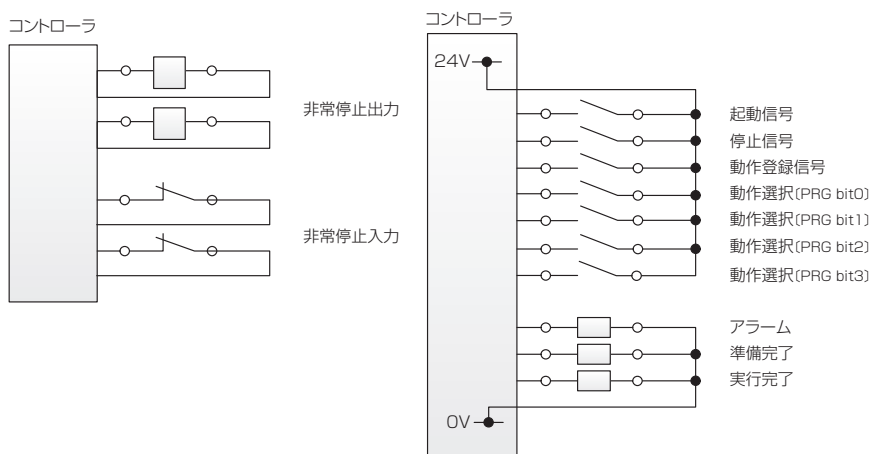 コントローラ
非常停止出力
非常停止入力
コントローラ
24V
起動信号
停止信号
動作登録信号
動作選択(PRG bit0)
動作選択(PRG bit1)
動作選択(PRG bit2)
動作選択(PRG bit3)
アラーム
準備完了
実行完了
0V